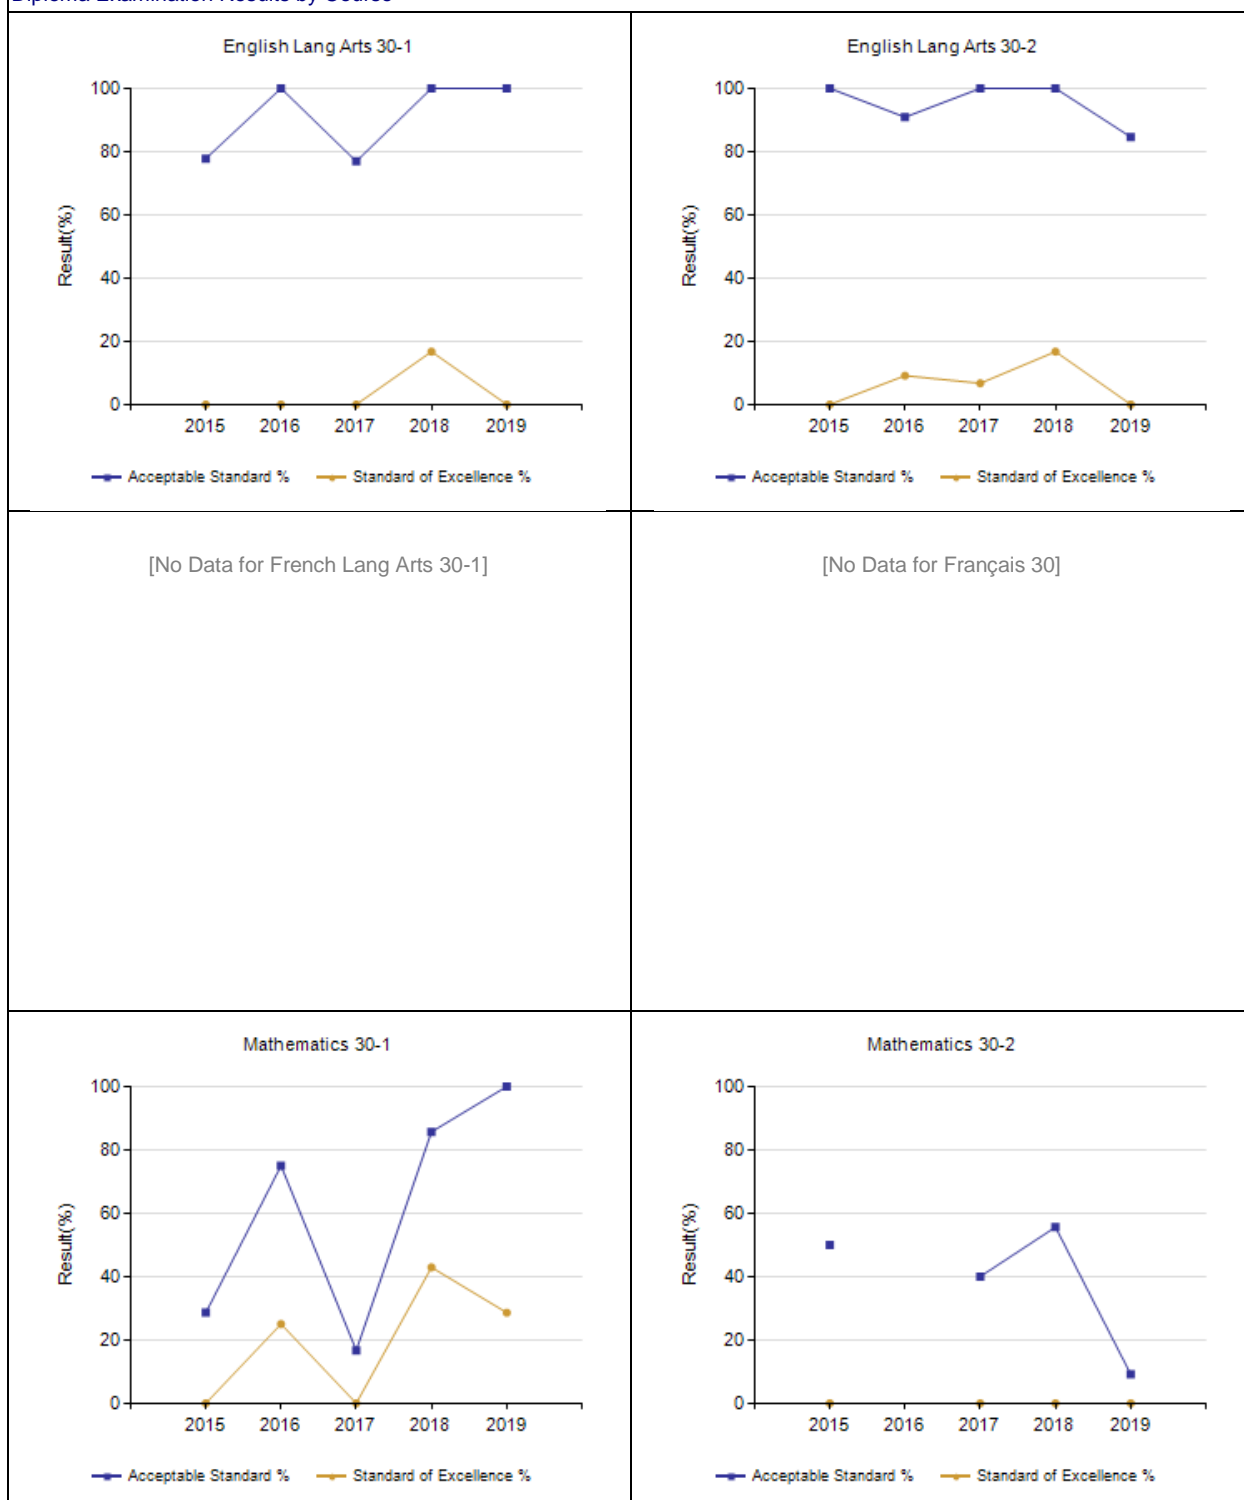 Diploma Examination Results by Course
English Lang Arts 30-1
100
80
60
40
20
0
Result(%)
2015 2016 2017 2018 2019
Acceptable Standard % Standard of Excellence %
English Lang Arts 30-2
100
80
60
40
20
0
Result(%)
2015 2016 2017 2018 2019
Acceptable Standard % Standard of Excellence %
[No Data for French Lang Arts 30-1]
[No Data for Français 30]
Mathematics 30-1
100
80
60
40
20
0
Result(%)
2015 2016 2017 2018 2019
Acceptable Standard % Standard of Excellence %
Mathematics 30-2
100
80
60
40
20
0
Result(%)
2015 2016 2017 2018 2019
Acceptable Standard % Standard of Excellence %